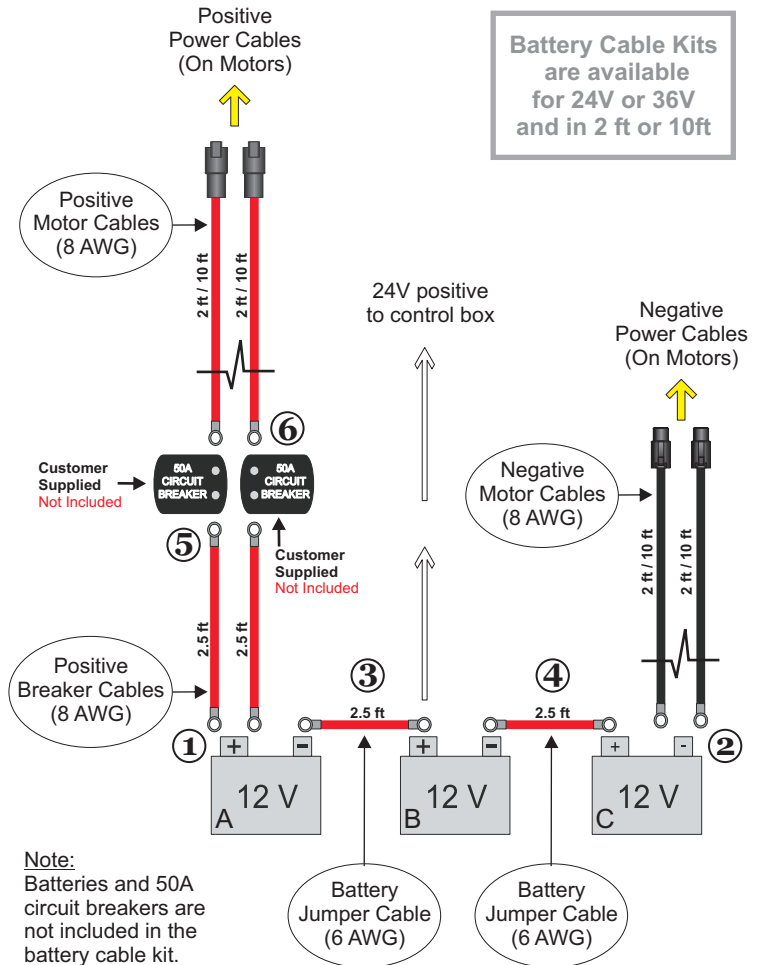 Positive
Power Cables
(On Motors)
Battery Cable Kits
are available
for 24V or 36V
and in 2 ft or 10ft
Positive
Motor Cables
(8 AWG)
2 ft / 10 ft
2 ft / 10 ft
24V positive
to control box
Negative
Power Cables
(On Motors)
6
Customer
Supplied
Not Included
50A
CIRCUIT
BREAKER
50A
CIRCUIT
BREAKER
Negative
Motor Cables
(8 AWG)
2 ft / 10 ft
2 ft / 10 ft
5
Customer
Supplied
Not Included
2.5 ft
2.5 ft
Positive
Breaker Cables
(8 AWG)
3
2.5 ft
4
2.5 ft
1
+ -
+ -
+ -
2
12 V
A
12 V
B
12 V
C
Note:
Batteries and 50A
circuit breakers are
not included in the
battery cable kit.
Battery
Jumper Cable
(6 AWG)
Battery
Jumper Cable
(6 AWG)